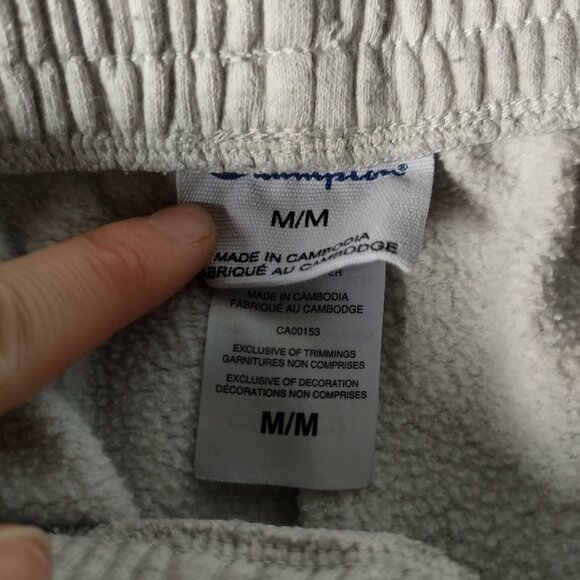 Champion®
M/M
MADE IN CAMBODIA
FABRIQUÉ AU CAMBODGE
MADE IN CAMBODIA
FABRIQUÉ AU CAMBODGE
CA00153
EXCLUSIVE OF TRIMMINGS
GARNITURES NON COMPRISES
EXCLUSIVE OF DECORATION
DÉCORATIONS NON COMPRISES
M/M